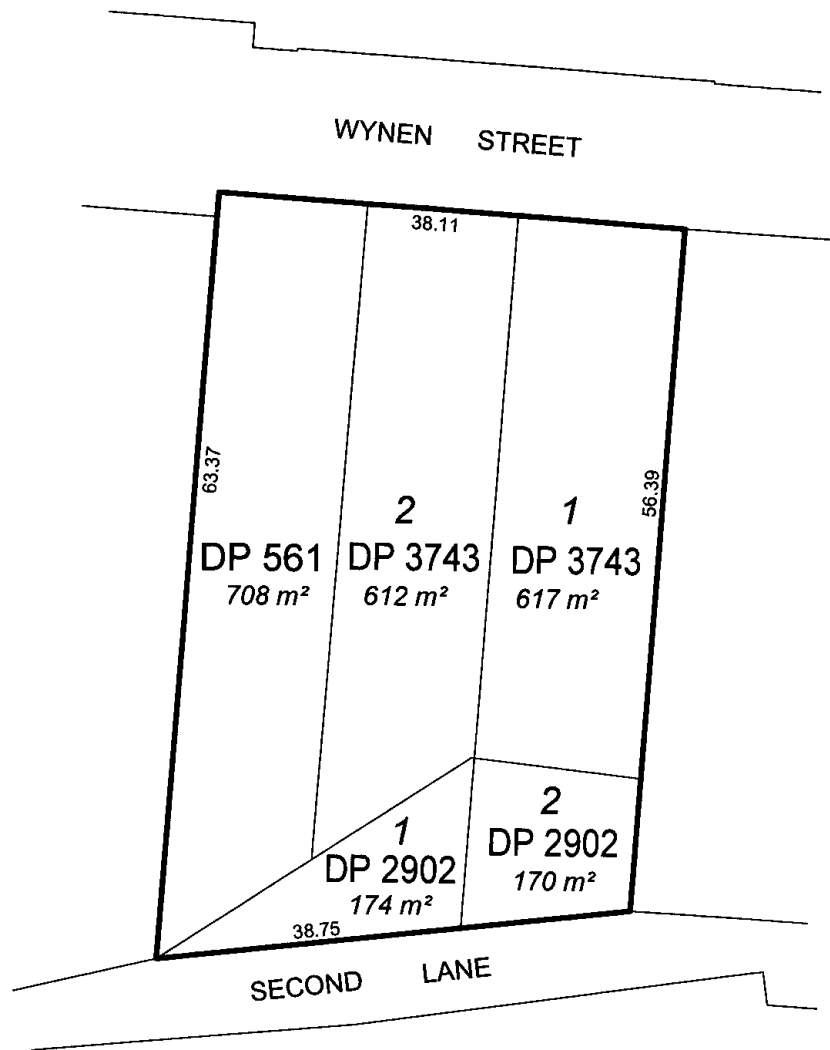 WYNEN STREET
38.11
63.37
56.39
DP 561
708 m²
2
DP 3743
612 m²
1
DP 3743
617 m²
1
DP 2902
174 m²
2
DP 2902
170 m²
38.75
SECOND LANE